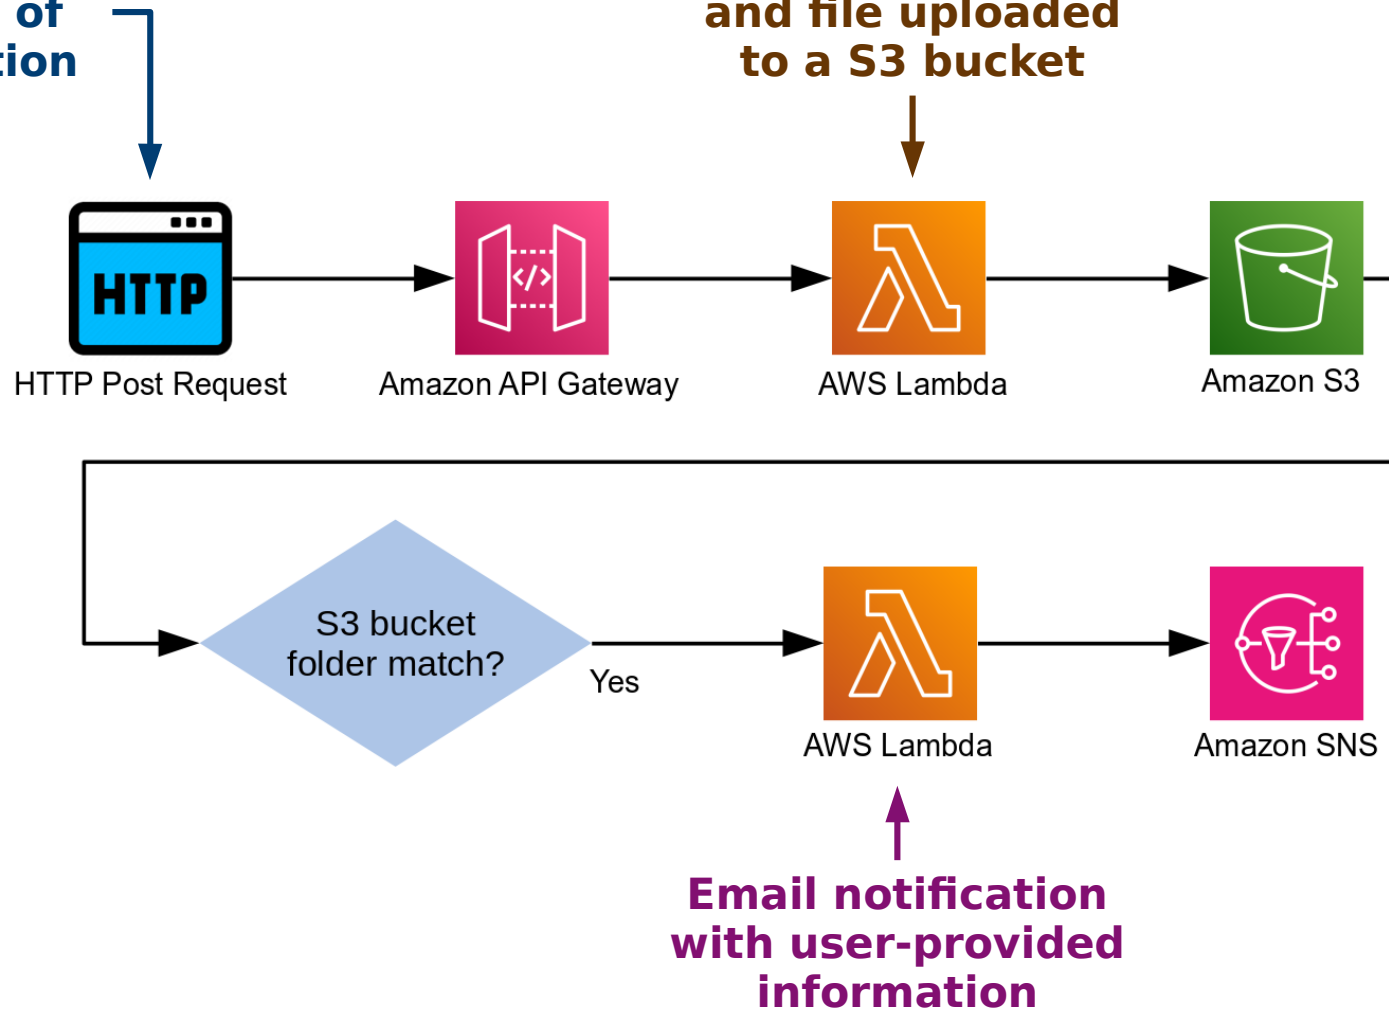 of
tion
and file uploaded
to a S3 bucket
HTTP
</>
HTTP Post Request
Amazon API Gateway
AWS Lambda
Amazon S3
S3 bucket
folder match?
Yes
AWS Lambda
Amazon SNS
Email notification
with user-provided
information